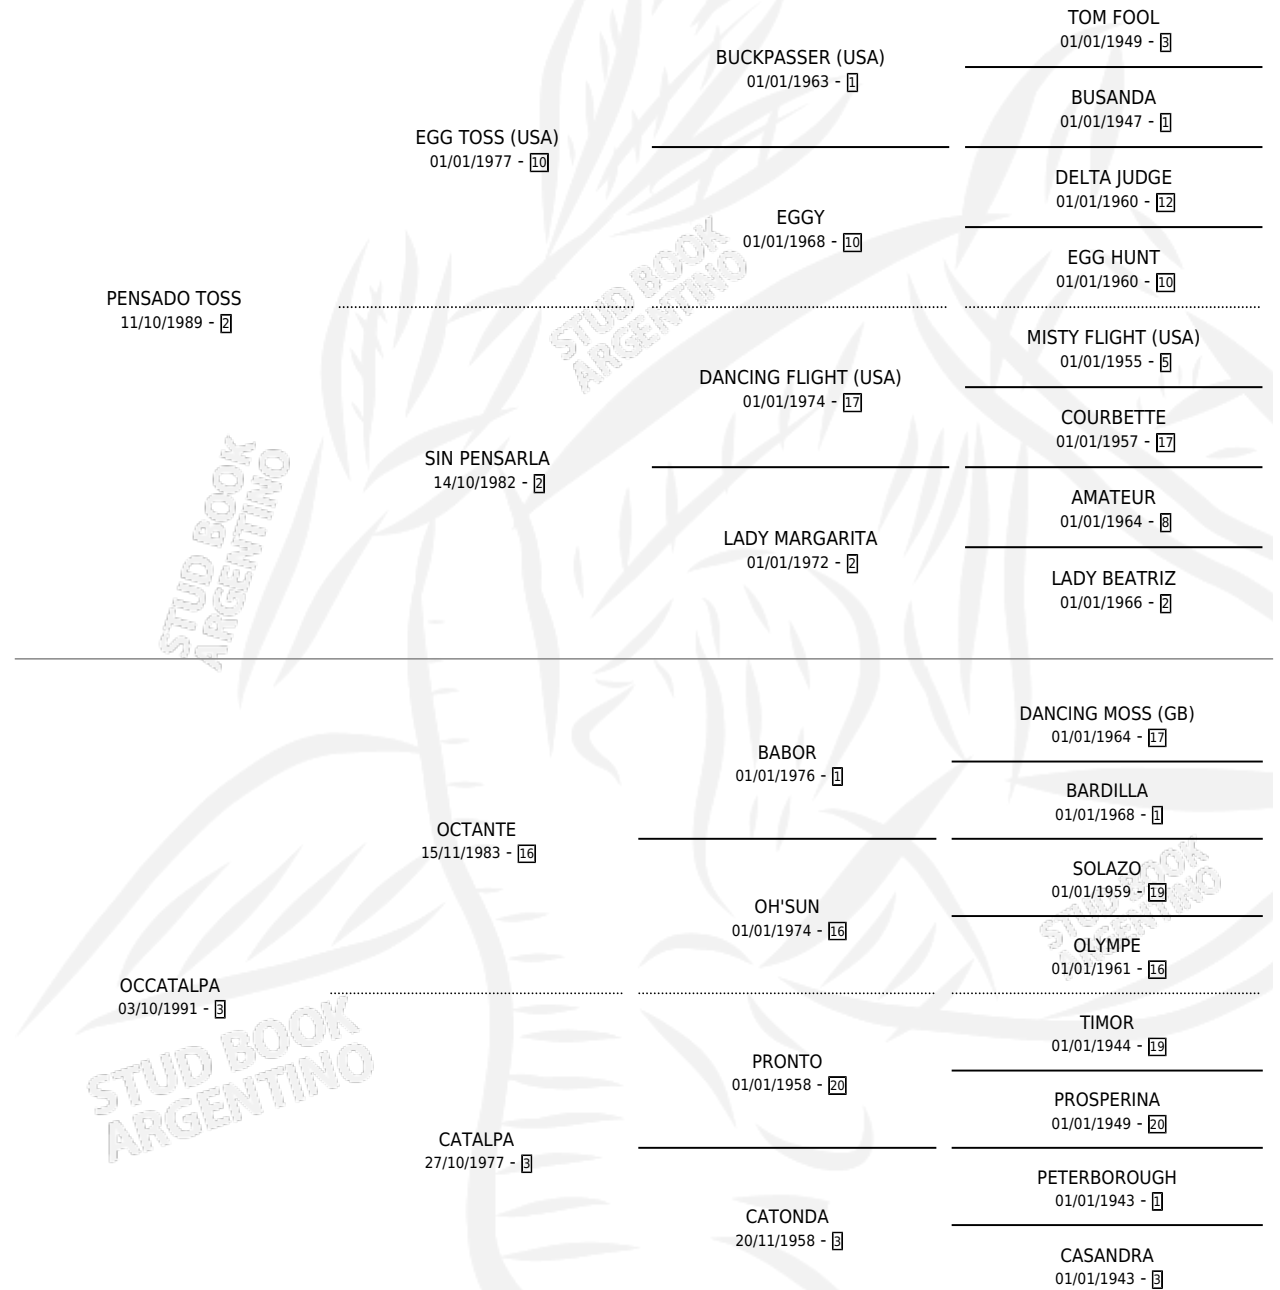 TOM FOOL
01/01/1949 - 3
BUCKPASSER (USA)
01/01/1963 - 1
BUSANDA
01/01/1947 - 1
EGG TOSS (USA)
01/01/1977 - 10
DELTA JUDGE
01/01/1960 - 12
EGGY
01/01/1968 - 10
EGG HUNT
01/01/1960 - 10
PENSADO TOSS
11/10/1989 - 2
MISTY FLIGHT (USA)
01/01/1955 - 5
DANCING FLIGHT (USA)
01/01/1974 - 17
COURBETTE
01/01/1957 - 17
SIN PENSARLA
14/10/1982 - 2
AMATEUR
01/01/1964 - 8
LADY MARGARITA
01/01/1972 - 2
LADY BEATRIZ
01/01/1966 - 2
STUD BOOK
ARGENTINO
STUD BOOK
ARGENTINO
DANCING MOSS (GB)
01/01/1964 - 17
BABOR
01/01/1976 - 1
BARDILLA
01/01/1968 - 1
OCTANTE
15/11/1983 - 16
SOLAZO
01/01/1959 - 19
OH'SUN
01/01/1974 - 16
OLYMPE
01/01/1961 - 16
OCCATALPA
03/10/1991 - 3
TIMOR
01/01/1944 - 19
PRONTO
01/01/1958 - 20
PROSPERINA
01/01/1949 - 20
CATALPA
27/10/1977 - 3
PETERBOROUGH
01/01/1943 - 1
CATONDA
20/11/1958 - 3
CASANDRA
01/01/1943 - 3
STUD BOOK
ARGENTINO
STUD BOOK
ARGENTINO